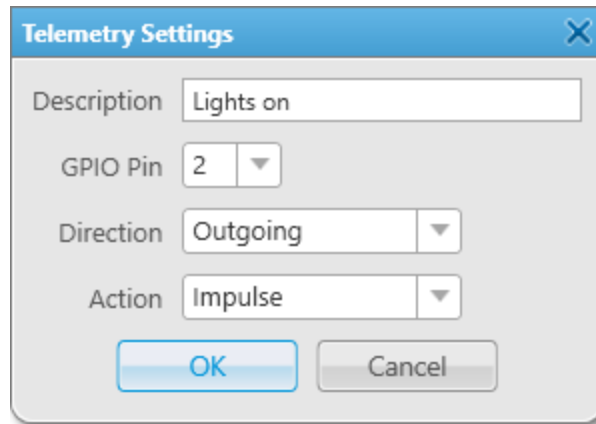 Telemetry Settings
Description Lights on
GPIO Pin 2
Direction Outgoing
Action Impulse
OK Cancel